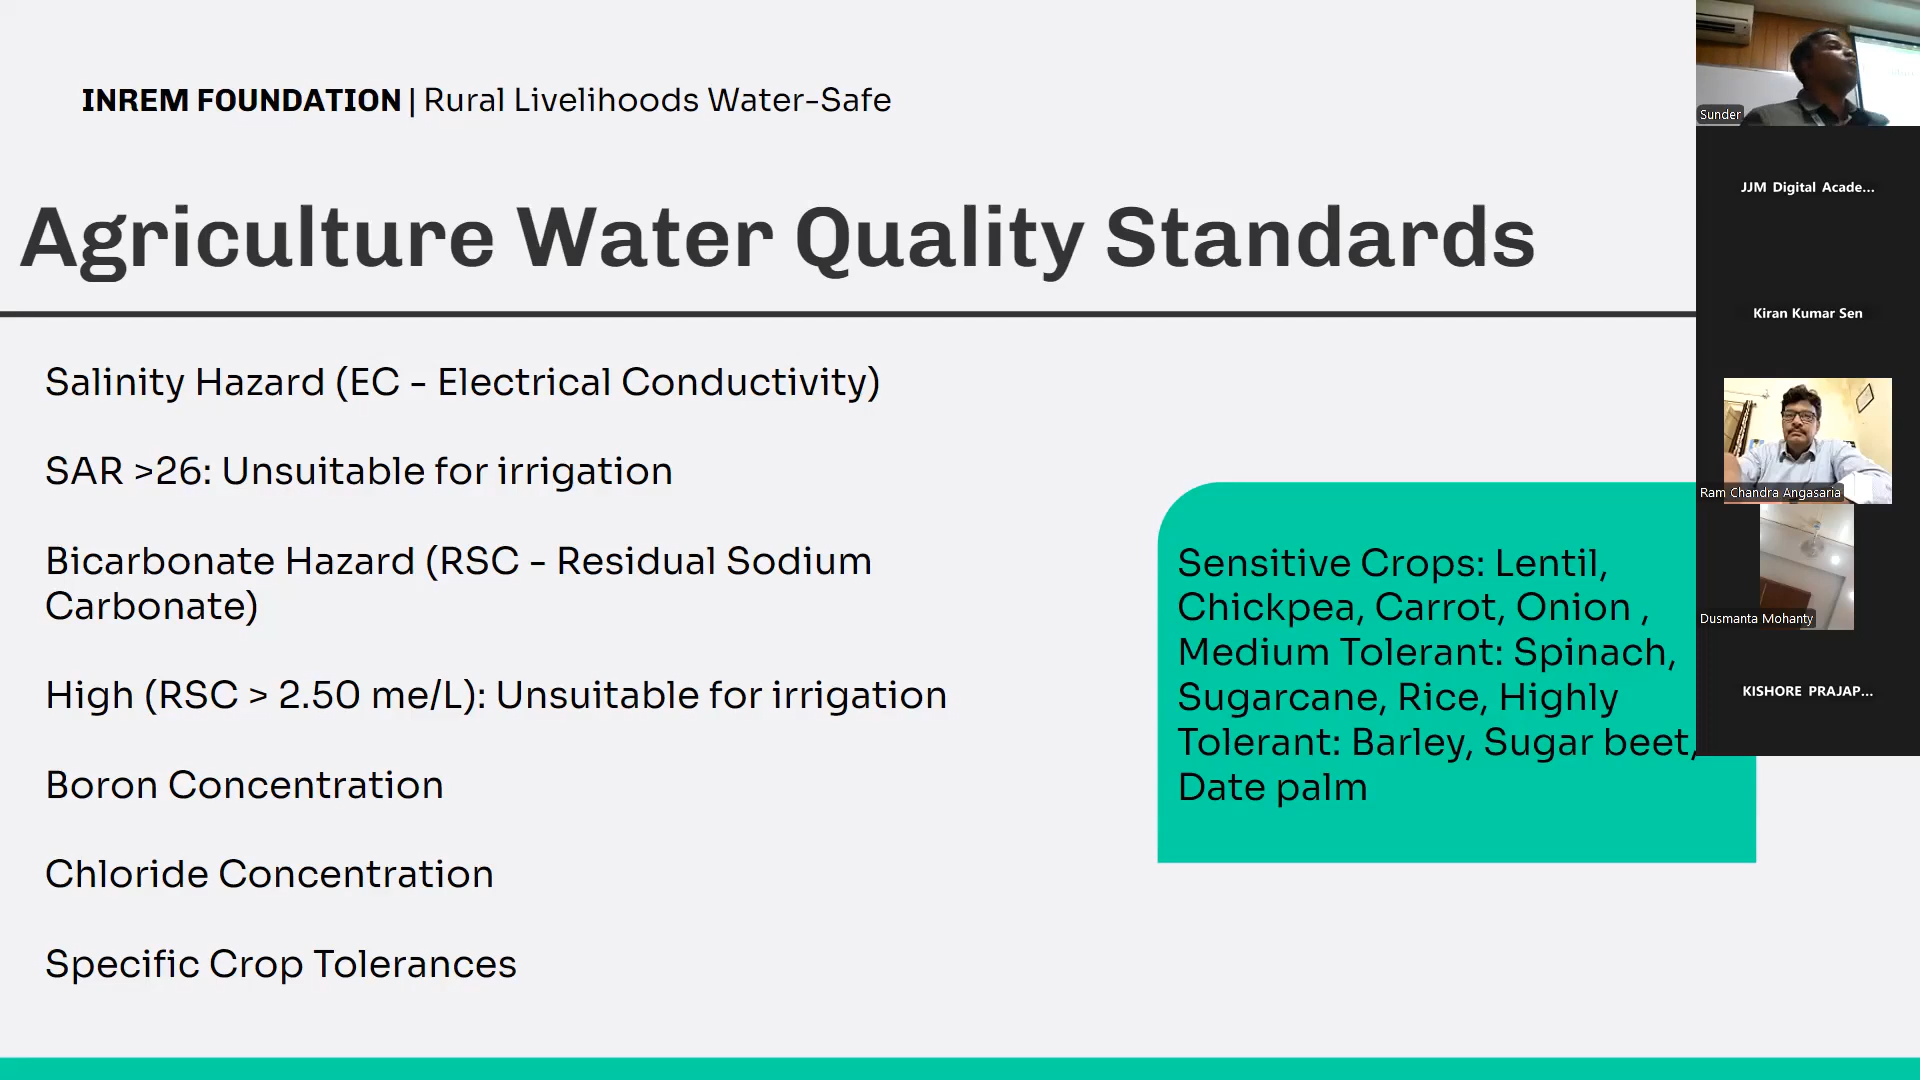 INREM FOUNDATION | Rural Livelihoods Water-Safe
Agriculture Water Quality Standards
Salinity Hazard (EC - Electrical Conductivity)
SAR >26: Unsuitable for irrigation
Bicarbonate Hazard (RSC - Residual Sodium
Carbonate)
High (RSC > 2.50 me/L): Unsuitable for irrigation
Boron Concentration
Chloride Concentration
Specific Crop Tolerances
Sensitive Crops: Lentil,
Chickpea, Carrot, Onion ,
Medium Tolerant: Spinach,
Sugarcane, Rice, Highly
Tolerant: Barley, Sugar beet,
Date palm
Sunder
JJM Digital Acade...
Kiran Kumar Sen
Ram Chandra Angasaria
Dusmanta Mohanty
KISHORE PRAJAP...